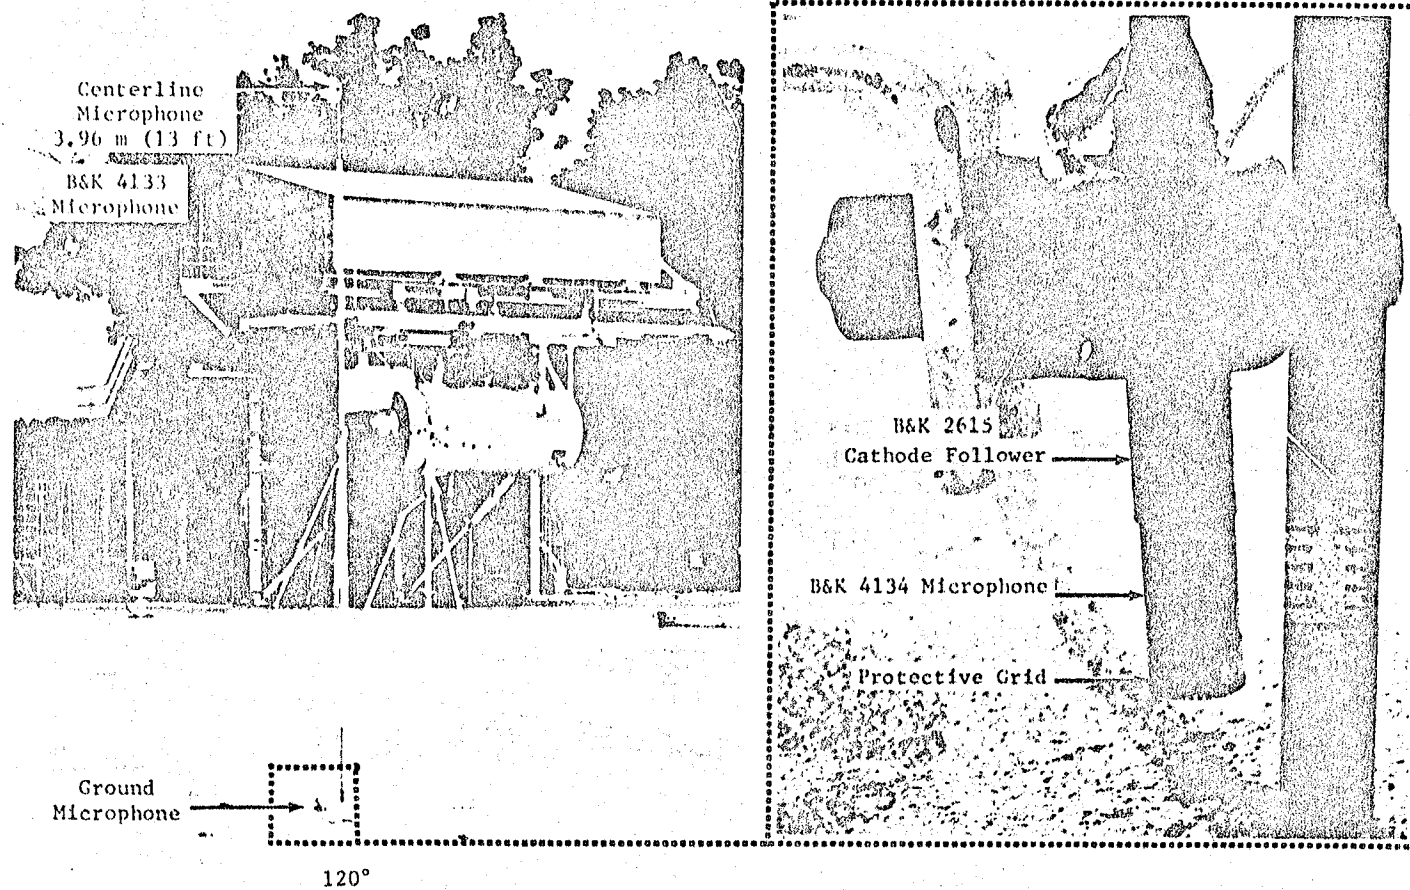 Centerline
Microphone
3.96 m (13 ft)
B&K 4133
Microphone
Ground
Microphone
120°
B&K 2615
Cathode Follower
B&K 4134 Microphone
Protective Grid